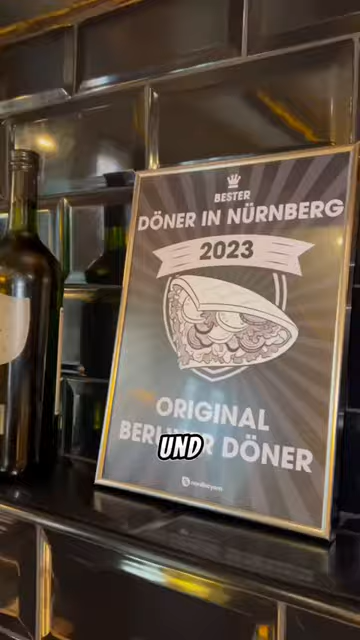 BESTER
DÖNER IN NÜRNBERG
2023
ORIGINAL
BERLINER DÖNER
UND